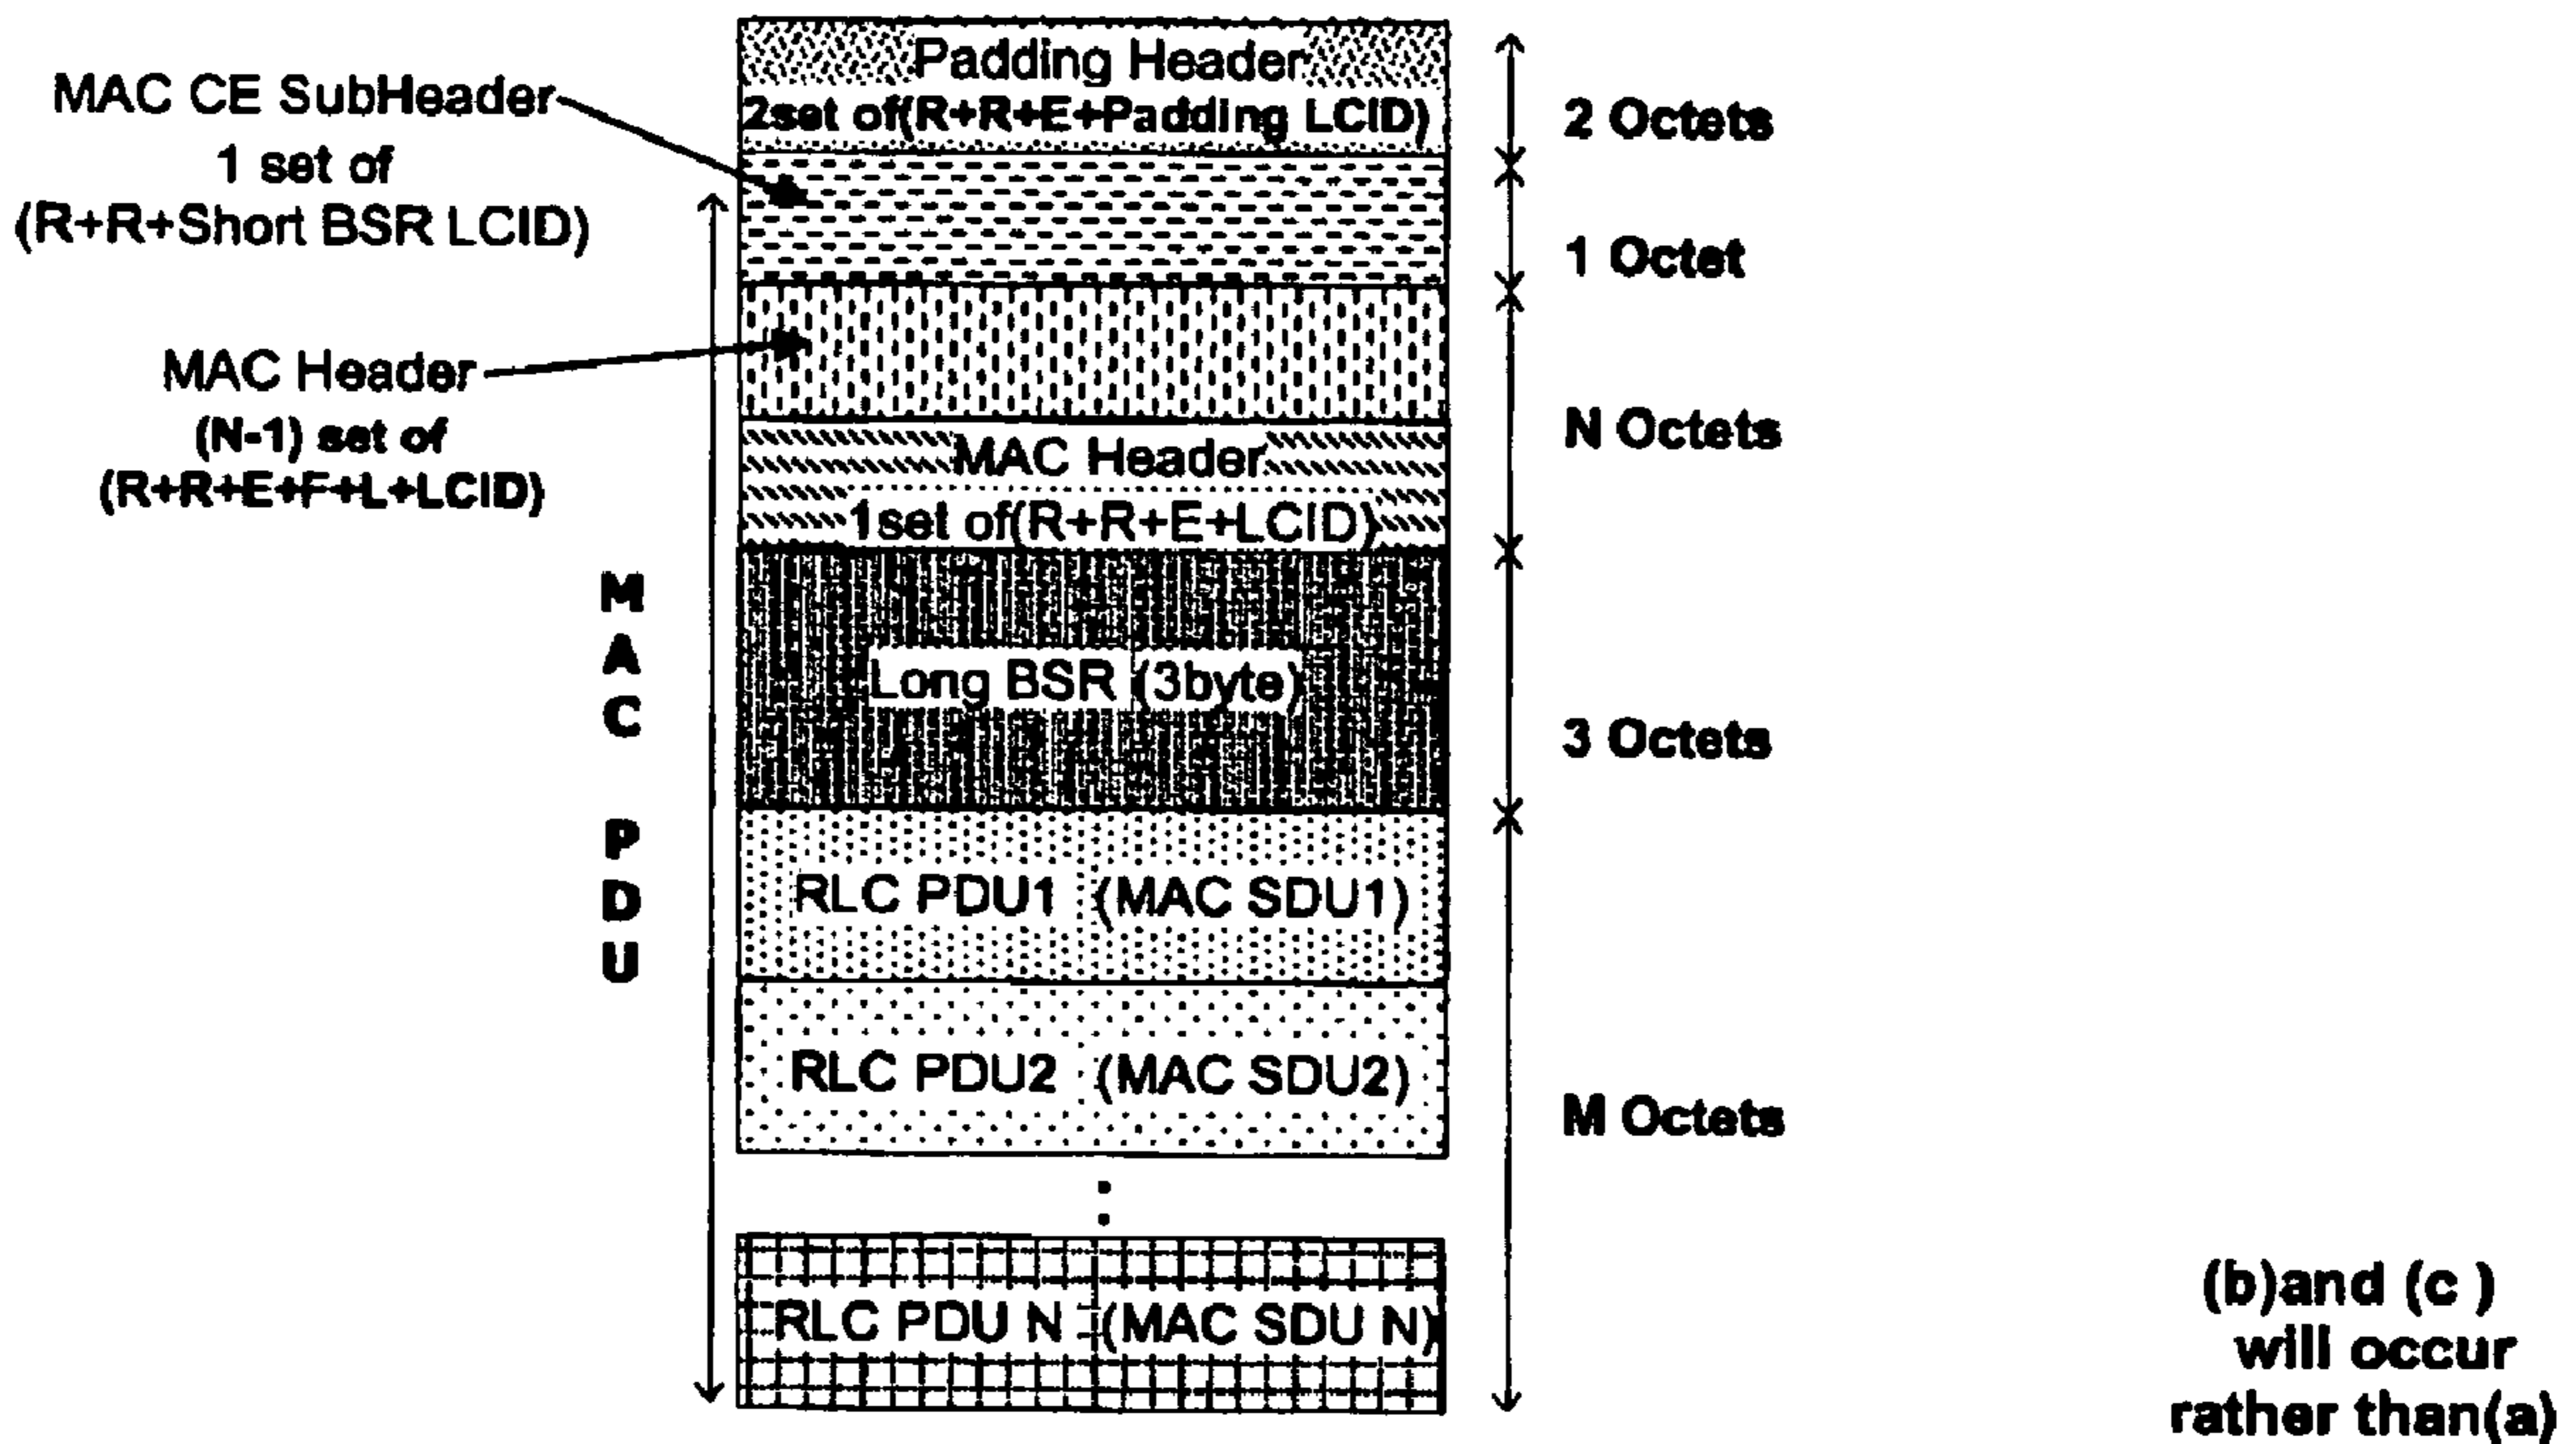 Padding Header
2set of(R+R+E+Padding LCID)
MAC CE SubHeader
1 set of
(R+R+Short BSR LCID)
2 Octets
1 Octet
MAC Header
(N-1) set of
(R+R+E+F+L+LCID)
N Octets
MAC Header
1set of(R+R+E+LCID)
MAC PDU
Long BSR (3byte)
3 Octets
RLC PDU1 (MAC SDU1)
RLC PDU2 (MAC SDU2)
M Octets
:
RLC PDU N (MAC SDU N)
(b)and (c )
will occur
rather than(a)